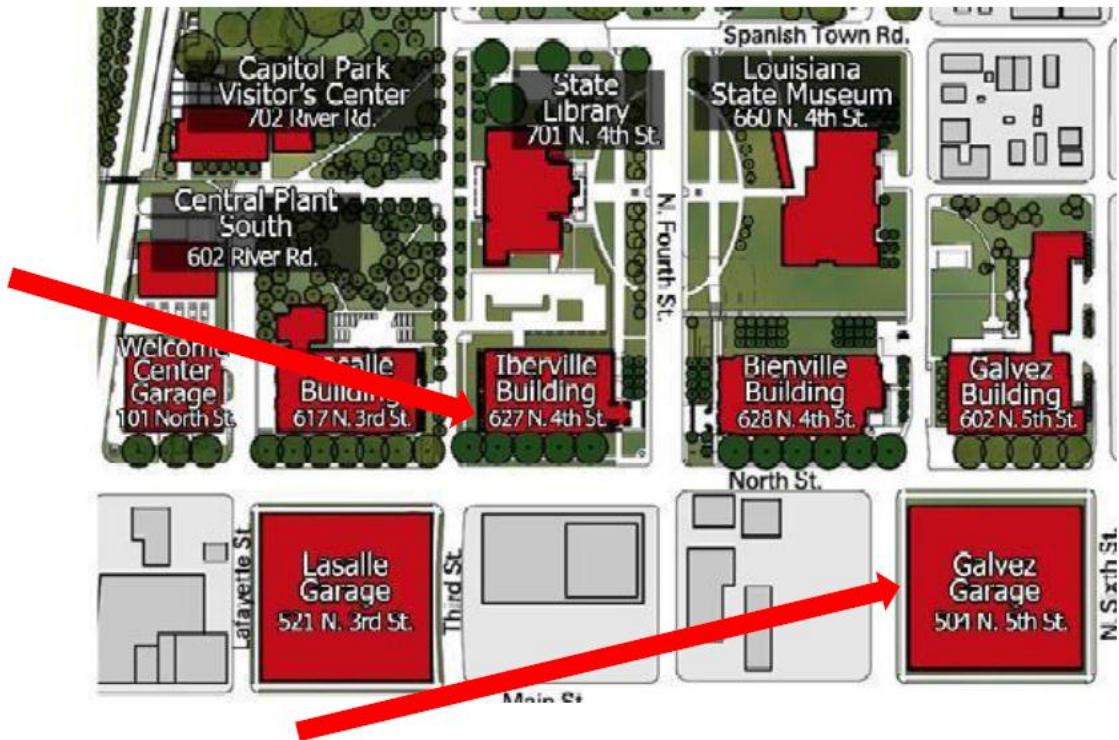 Spanish Town Rd.
Capitol Park
Visitor's Center
702 River Rd.
State
Library
701 N. 4th St.
Louisiana
State Museum
660 N. 4th St.
Central Plant
South
602 River Rd.
N. Fourth St.
Welcome
Center
Garage
101 North St.
Building
617 N. 3rd St.
Iberville
Building
627 N. 4th St.
Bienville
Building
628 N. 4th St.
Galvez
Building
602 N. 5th St.
North St.
Lafayette St
Lasalle
Garage
521 N. 3rd St.
Third St.
Galvez
Garage
504 N. 5th St.
N. Sixth St.
Main St